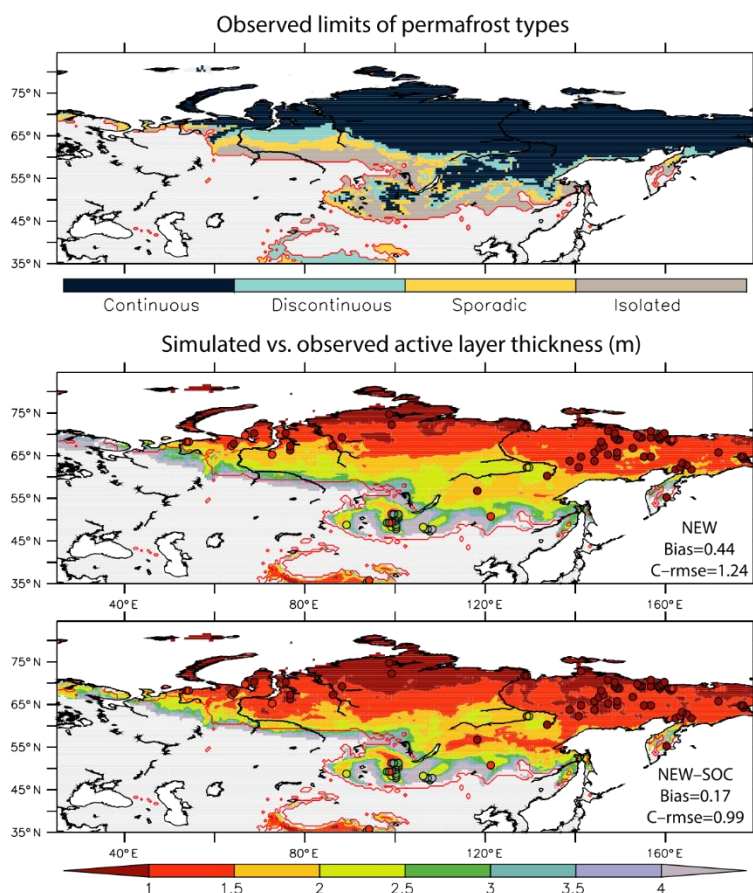 Observed limits of permafrost types
75° N
65° N
55° N
45° N
35° N
Continuous Discontinuous Sporadic Isolated
Simulated vs. observed active layer thickness (m)
75° N
65° N
55° N
45° N
35° N
NEW
Bias=0.44
C-rmse=1.24
40°E 80°E 120°E 160°E
75° N
65° N
55° N
45° N
35° N
NEW-SOC
Bias=0.17
C-rmse=0.99
40°E 80°E 120°E 160°E
1 1.5 2 2.5 3 3.5 4